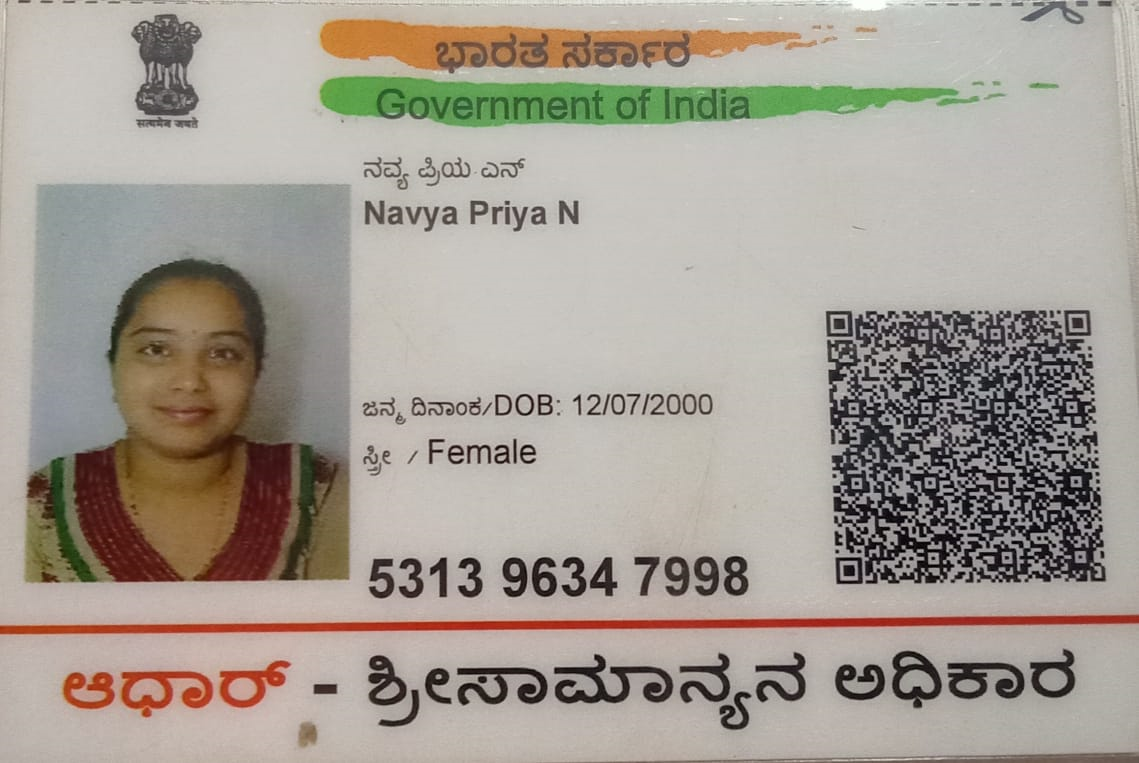 ಭಾರತ ಸರ್ಕಾರ
Government of India
सत्यमेव जयते
ನವ್ಯ ಪ್ರಿಯ ಎನ್
Navya Priya N
ಜನ್ಮ ದಿನಾಂಕ/DOB: 12/07/2000
ಸ್ತ್ರೀ / Female
5313 9634 7998
ಆಧಾರ್ - ಶ್ರೀಸಾಮಾನ್ಯನ ಅಧಿಕಾರ